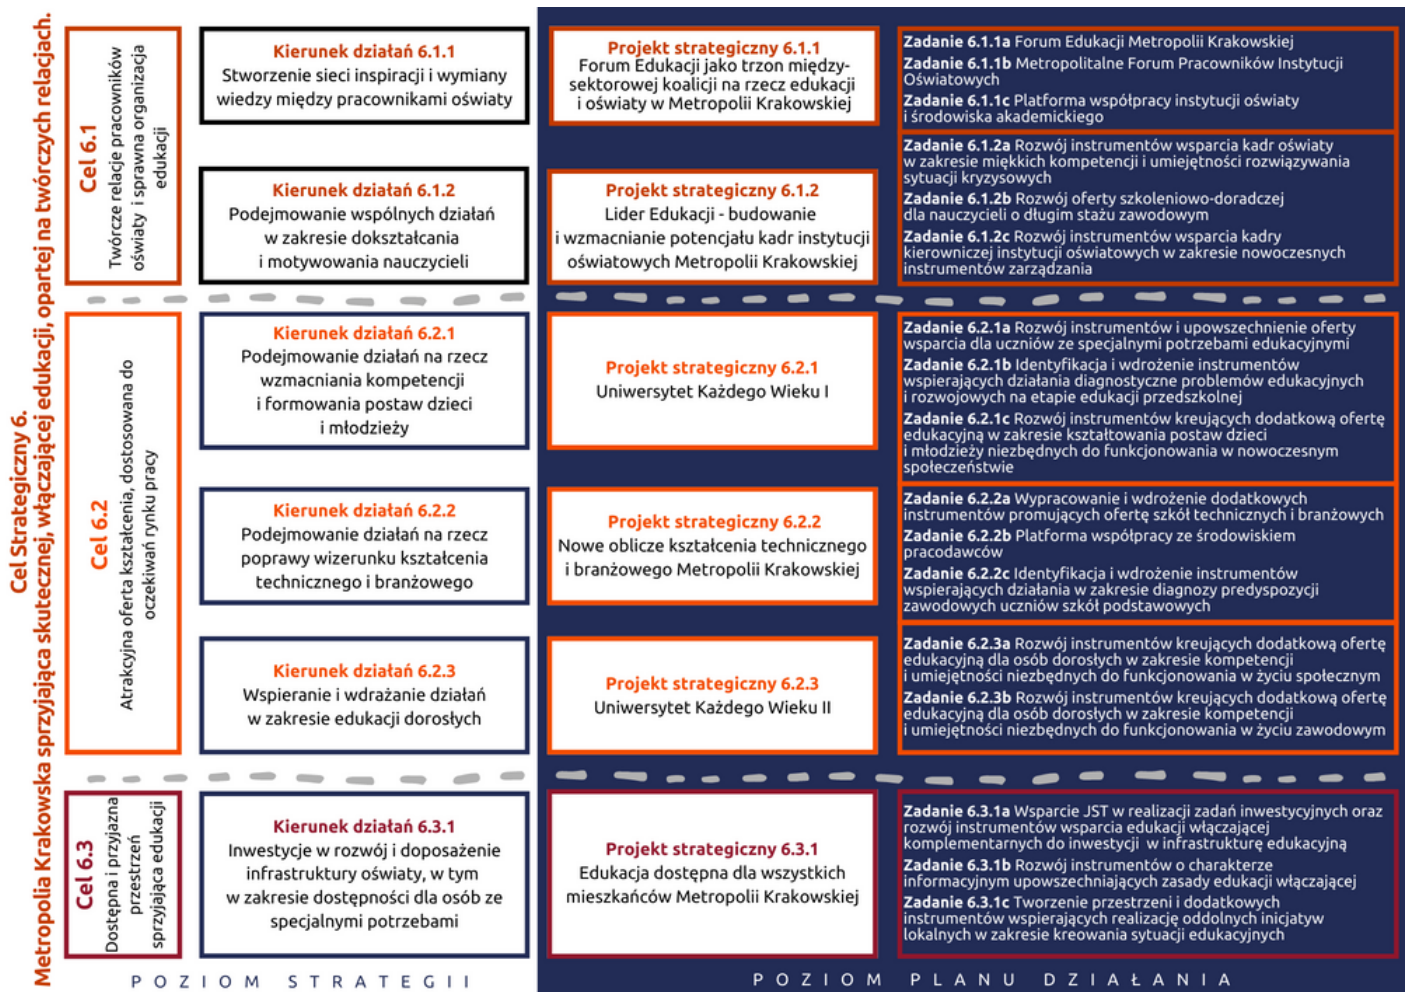 Cel Strategiczny 6.
Metropolia Krakowska sprzyjająca skutecznej, włączającej edukacji, opartej na twórczych relacjach.
Cel 6.1
Twórcze relacje pracowników
oświaty i sprawna organizacja
edukacji
Kierunek działań 6.1.1
Stworzenie sieci inspiracji i wymiany
wiedzy między pracownikami oświaty
Projekt strategiczny 6.1.1
Forum Edukacji jako trzon między-
sektorowej koalicji na rzecz edukacji
i oświaty w Metropolii Krakowskiej
Zadanie 6.1.1a Forum Edukacji Metropolii Krakowskiej
Zadanie 6.1.1b Metropolitalne Forum Pracowników Instytucji
Oświatowych
Zadanie 6.1.1c Platforma współpracy instytucji oświaty
i środowiska akademickiego
Kierunek działań 6.1.2
Podejmowanie wspólnych działań
w zakresie dokształcania
i motywowania nauczycieli
Projekt strategiczny 6.1.2
Lider Edukacji - budowanie
i wzmacnianie potencjału kadr instytucji
oświatowych Metropolii Krakowskiej
Zadanie 6.1.2a Rozwój instrumentów wsparcia kadr oświaty
w zakresie miękkich kompetencji i umiejętności rozwiązywania
sytuacji kryzysowych
Zadanie 6.1.2b Rozwój oferty szkoleniowo-doradczej
dla nauczycieli o długim stażu zawodowym
Zadanie 6.1.2c Rozwój instrumentów wsparcia kadry
kierowniczej instytucji oświatowych w zakresie nowoczesnych
instrumentów zarządzania
Cel 6.2
Atrakcyjna oferta kształcenia, dostosowana do
oczekiwań rynku pracy
Kierunek działań 6.2.1
Podejmowanie działań na rzecz
wzmacniania kompetencji
i formowania postaw dzieci
i młodzieży
Projekt strategiczny 6.2.1
Uniwersytet Każdego Wieku I
Zadanie 6.2.1a Rozwój instrumentów i upowszechnienie oferty
wsparcia dla uczniów ze specjalnymi potrzebami edukacyjnymi
Zadanie 6.2.1b Identyfikacja i wdrożenie instrumentów
wspierających działania diagnostyczne problemów edukacyjnych
i rozwojowych na etapie edukacji przedszkolnej
Zadanie 6.2.1c Rozwój instrumentów kreujących dodatkową ofertę
edukacyjną w zakresie kształtowania postaw dzieci
i młodzieży niezbędnych do funkcjonowania w nowoczesnym
społeczeństwie
Kierunek działań 6.2.2
Podejmowanie działań na rzecz
poprawy wizerunku kształcenia
technicznego i branżowego
Projekt strategiczny 6.2.2
Nowe oblicze kształcenia technicznego
i branżowego Metropolii Krakowskiej
Zadanie 6.2.2a Wypracowanie i wdrożenie dodatkowych
instrumentów promujących ofertę szkół technicznych i branżowych
Zadanie 6.2.2b Platforma współpracy ze środowiskiem
pracodawców
Zadanie 6.2.2c Identyfikacja i wdrożenie instrumentów
wspierających działania w zakresie diagnozy predyspozycji
zawodowych uczniów szkół podstawowych
Kierunek działań 6.2.3
Wspieranie i wdrażanie działań
w zakresie edukacji dorosłych
Projekt strategiczny 6.2.3
Uniwersytet Każdego Wieku II
Zadanie 6.2.3a Rozwój instrumentów kreujących dodatkową ofertę
edukacyjną dla osób dorosłych w zakresie kompetencji
i umiejętności niezbędnych do funkcjonowania w życiu społecznym
Zadanie 6.2.3b Rozwój instrumentów kreujących dodatkową ofertę
edukacyjną dla osób dorosłych w zakresie kompetencji
i umiejętności niezbędnych do funkcjonowania w życiu zawodowym
Cel 6.3
Dostępna i przyjazna
przestrzeń
sprzyjająca edukacji
Kierunek działań 6.3.1
Inwestycje w rozwój i doposażenie
infrastruktury oświaty, w tym
w zakresie dostępności dla osób ze
specjalnymi potrzebami
Projekt strategiczny 6.3.1
Edukacja dostępna dla wszystkich
mieszkańców Metropolii Krakowskiej
Zadanie 6.3.1a Wsparcie JST w realizacji zadań inwestycyjnych oraz
rozwój instrumentów wsparcia edukacji włączającej
komplementarnych do inwestycji w infrastrukturę edukacyjną
Zadanie 6.3.1b Rozwój instrumentów o charakterze
informacyjnym upowszechniających zasady edukacji włączającej
Zadanie 6.3.1c Tworzenie przestrzeni i dodatkowych
instrumentów wspierających realizację oddolnych inicjatyw
lokalnych w zakresie kreowania sytuacji edukacyjnych
POZIOM STRATEGII
POZIOM PLANU DZIAŁANIA